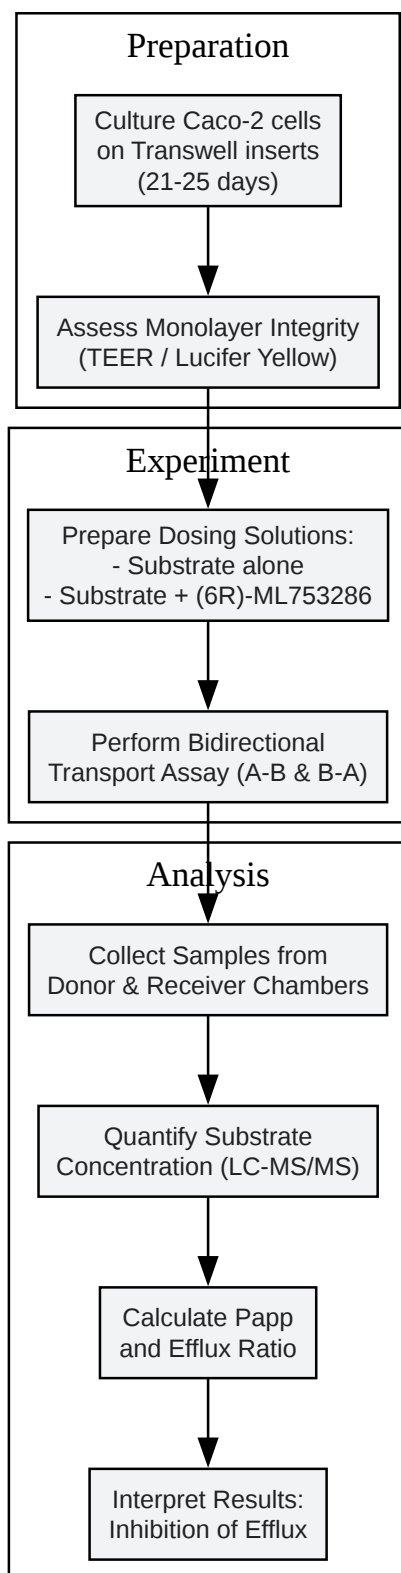 Preparation
Culture Caco-2 cells
on Transwell inserts
(21-25 days)
Assess Monolayer Integrity
(TEER / Lucifer Yellow)
Experiment
Prepare Dosing Solutions:
- Substrate alone
- Substrate + (6R)-ML753286
Perform Bidirectional
Transport Assay (A-B & B-A)
Analysis
Collect Samples from
Donor & Receiver Chambers
Quantify Substrate
Concentration (LC-MS/MS)
Calculate Papp
and Efflux Ratio
Interpret Results:
Inhibition of Efflux